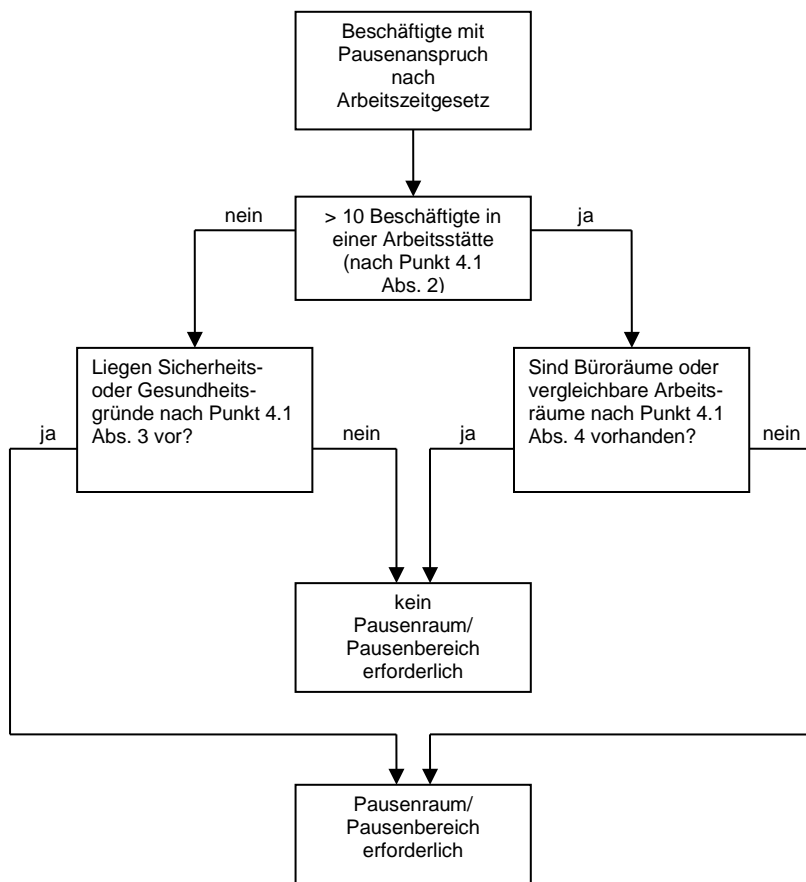 Beschäftigte mit
Pausenanspruch
nach
Arbeitszeitgesetz
nein
> 10 Beschäftigte in
einer Arbeitsstätte
(nach Punkt 4.1
Abs. 2)
ja
Liegen Sicherheits-
oder Gesundheits-
gründe nach Punkt 4.1
Abs. 3 vor?
ja
nein
Sind Büroräume oder
vergleichbare Arbeits-
räume nach Punkt 4.1
Abs. 4 vorhanden?
ja
nein
kein
Pausenraum/
Pausenbereich
erforderlich
Pausenraum/
Pausenbereich
erforderlich